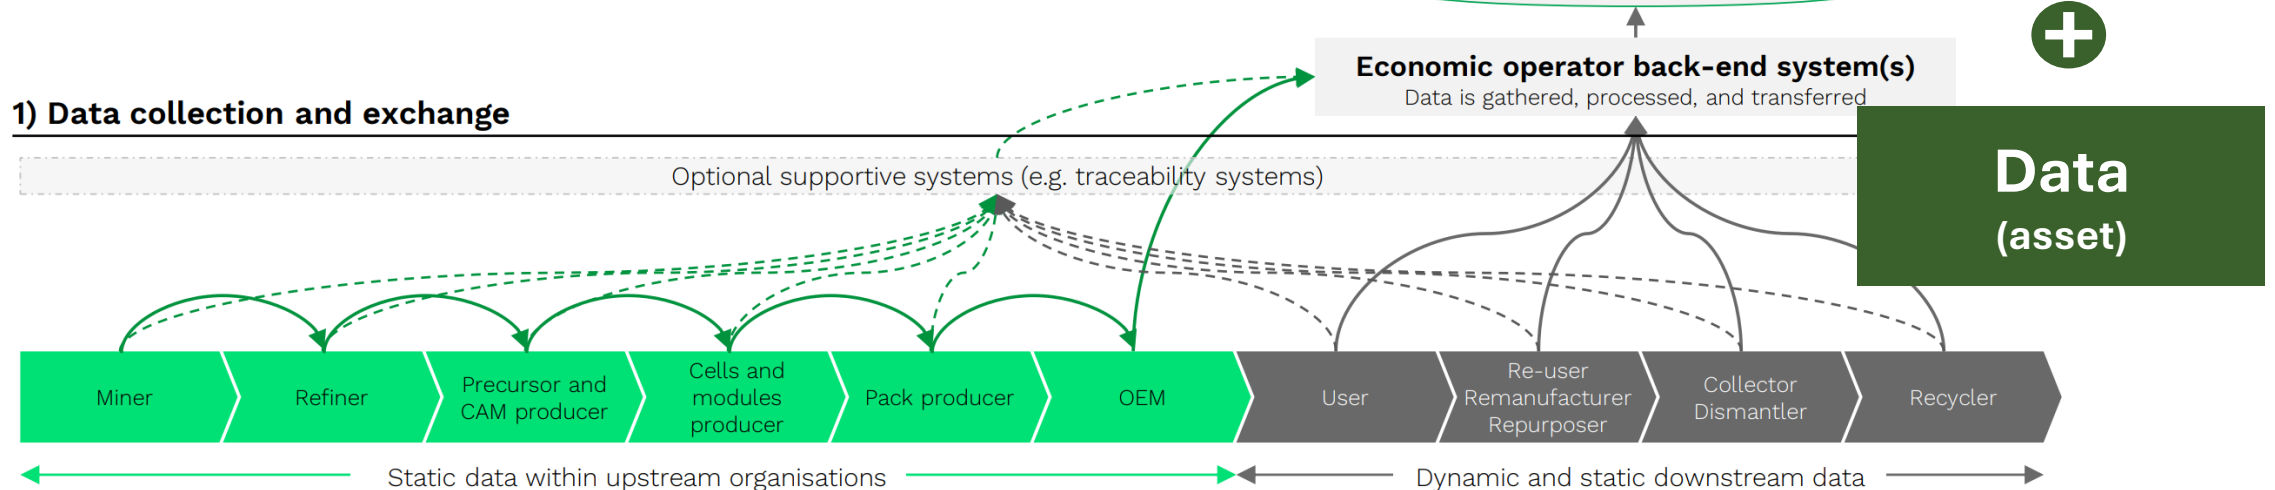 Economic operator back-end system(s)
Data is gathered, processed, and transferred
1) Data collection and exchange
Data
(asset)
Optional supportive systems (e.g. traceability systems)
Miner
Refiner
Precursor and
CAM producer
Cells and
modules
producer
Pack producer
OEM
User
Re-user
Remanufacturer
Repurposer
Collector
Dismantler
Recycler
Static data within upstream organisations
Dynamic and static downstream data